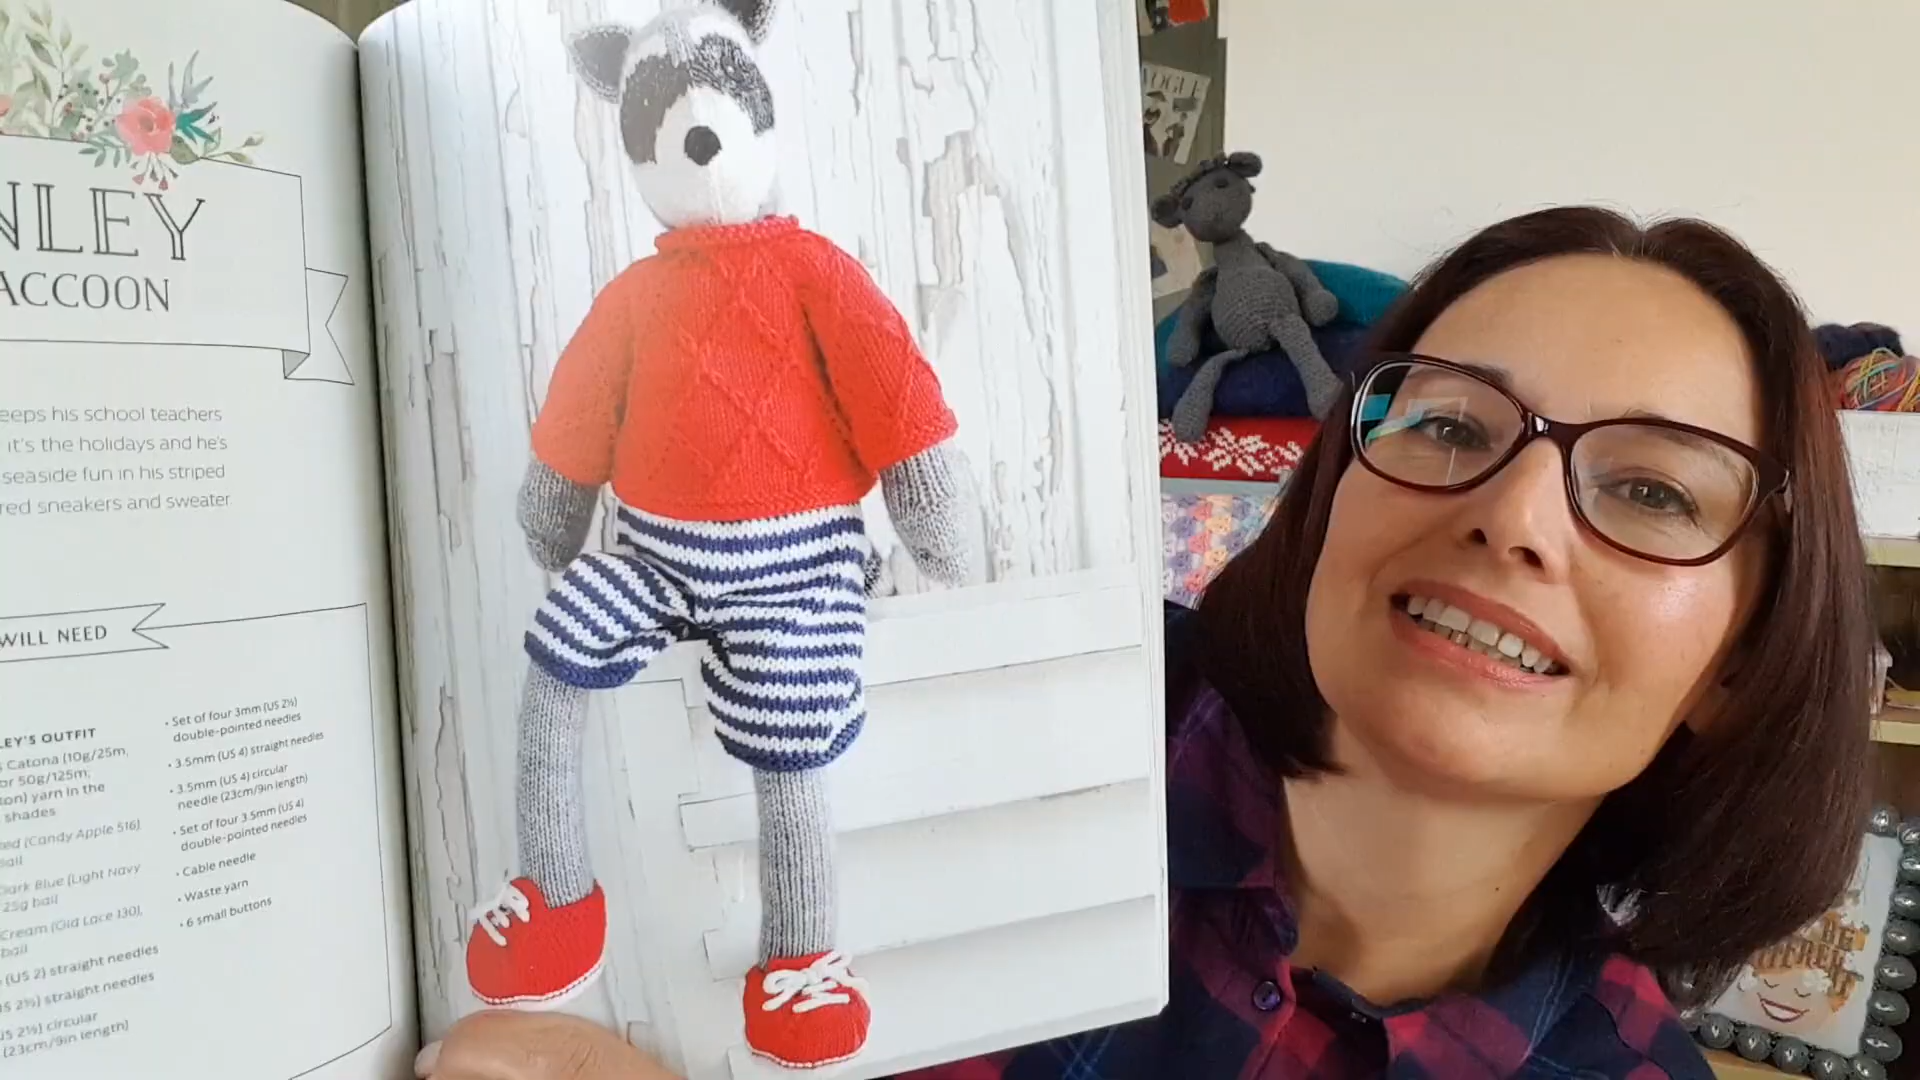 NLEY
ACCOON
eeps his school teachers
it's the holidays and he's
seaside fun in his striped
red sneakers and sweater.
WILL NEED
LEY'S OUTFIT
s Catona (10g/25m,
or 50g/125m;
on) yarn in the
shades
ed (Candy Apple 516)
ball
Dark Blue (Light Navy
25g ball
Cream (Old Lace 130),
ball
(US 2) straight needles
US 2½) straight needles
US 2½) circular
(23cm/9in length)
• Set of four 3mm (US 2½)
double-pointed needles
• 3.5mm (US 4) straight needles
• 3.5mm (US 4) circular
needle (23cm/9in length)
• Set of four 3.5mm (US 4)
double-pointed needles
• Cable needle
• Waste yarn
• 6 small buttons
VOGUE
BE